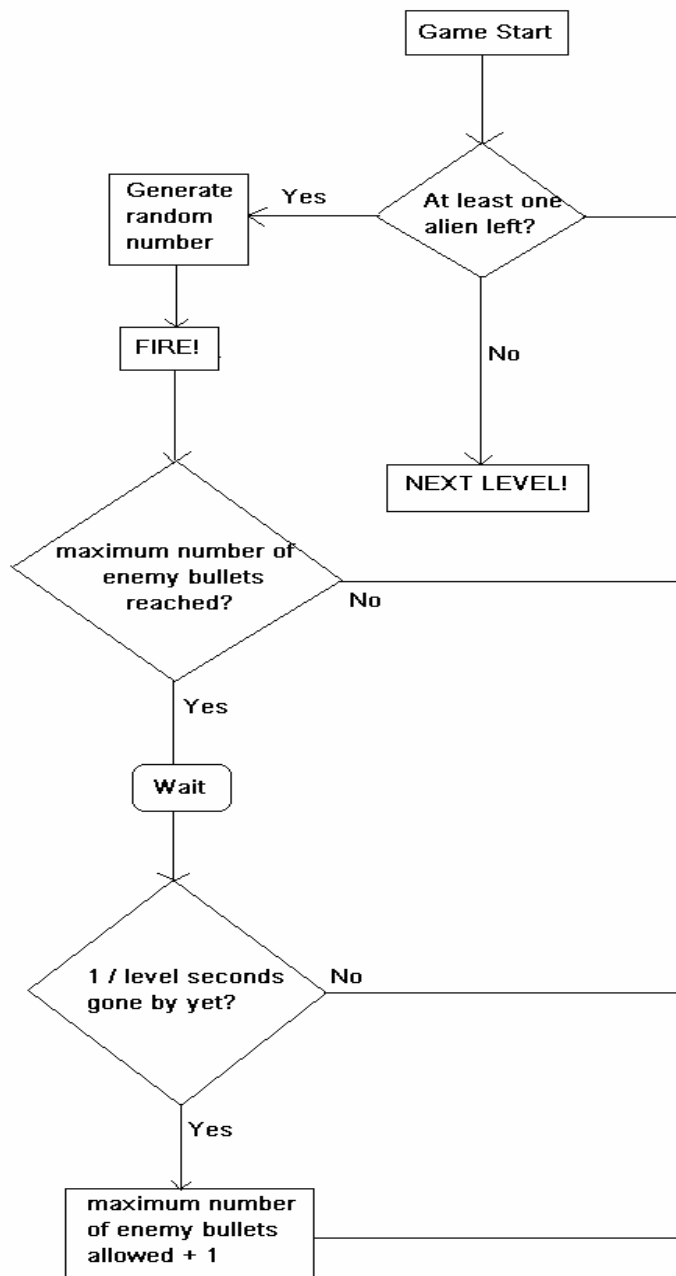 Game Start
At least one
alien left?
Yes
Generate
random
number
FIRE!
No
NEXT LEVEL!
maximum number of
enemy bullets
reached?
No
Yes
Wait
1 / level seconds
gone by yet?
No
Yes
maximum number
of enemy bullets
allowed + 1